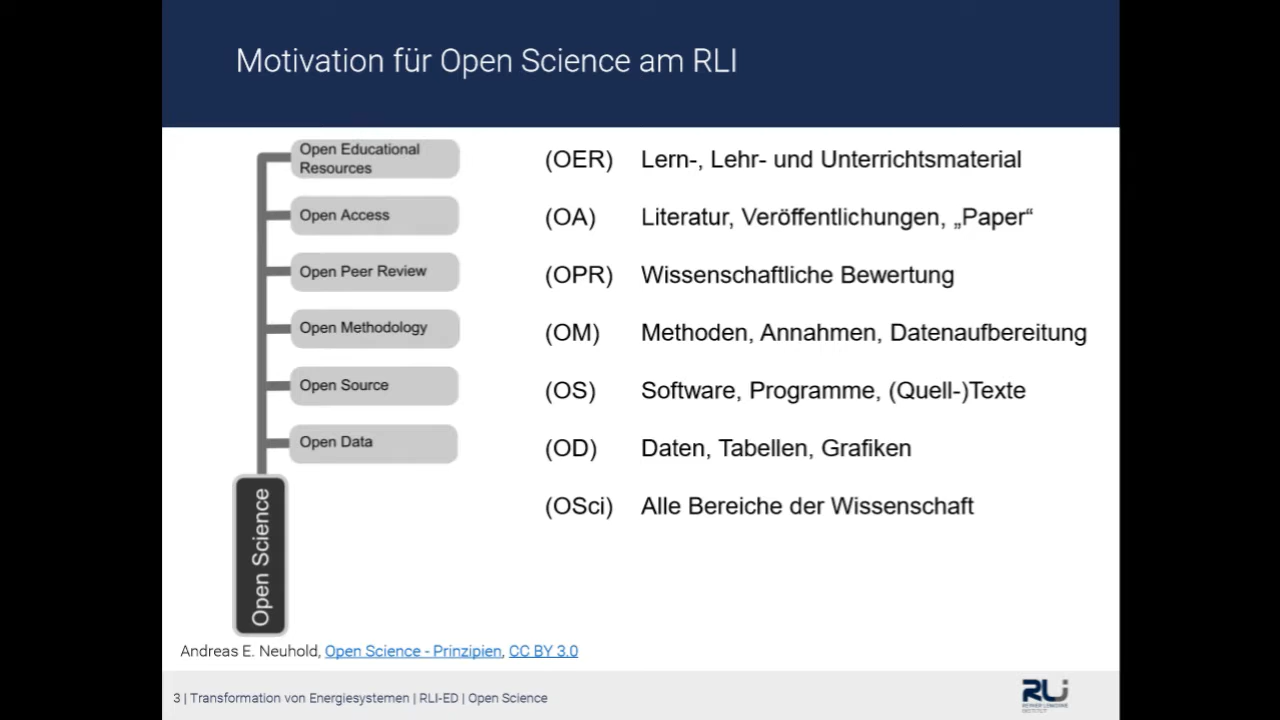 Motivation für Open Science am RLI
Open Educational
Resources
(OER) Lern-, Lehr- und Unterrichtsmaterial
Open Access
(OA) Literatur, Veröffentlichungen, „Paper“
Open Peer Review
(OPR) Wissenschaftliche Bewertung
Open Methodology
(OM) Methoden, Annahmen, Datenaufbereitung
Open Source
(OS) Software, Programme, (Quell-)Texte
Open Data
(OD) Daten, Tabellen, Grafiken
(OSci) Alle Bereiche der Wissenschaft
Open Science
Andreas E. Neuhold, Open Science - Prinzipien, CC BY 3.0
3 | Transformation von Energiesystemen | RLI-ED | Open Science
RLI
REINER LEMOINE
INSTITUT